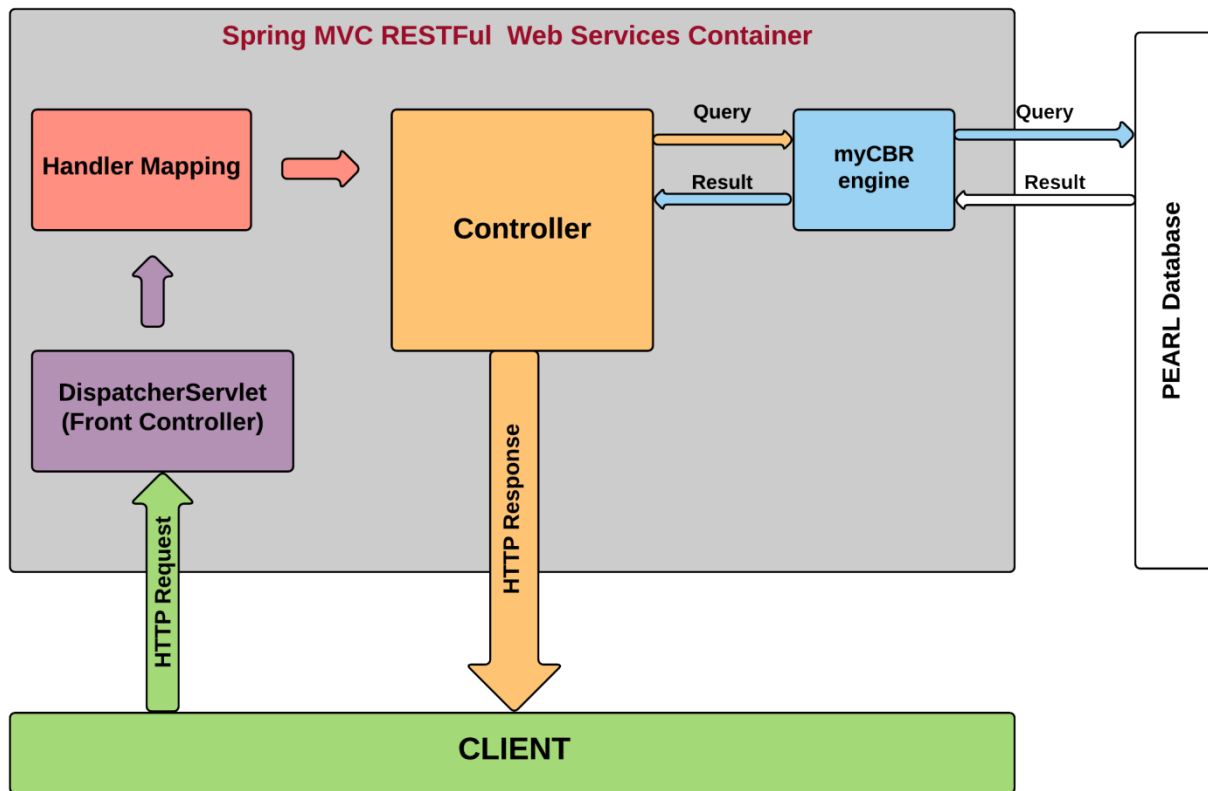 Spring MVC RESTFul  Web Services Container
Handler Mapping
Controller
Query
Result
myCBR
engine
Query
Result
PEARL Database
DispatcherServlet
(Front Controller)
HTTP Request
HTTP Response
CLIENT